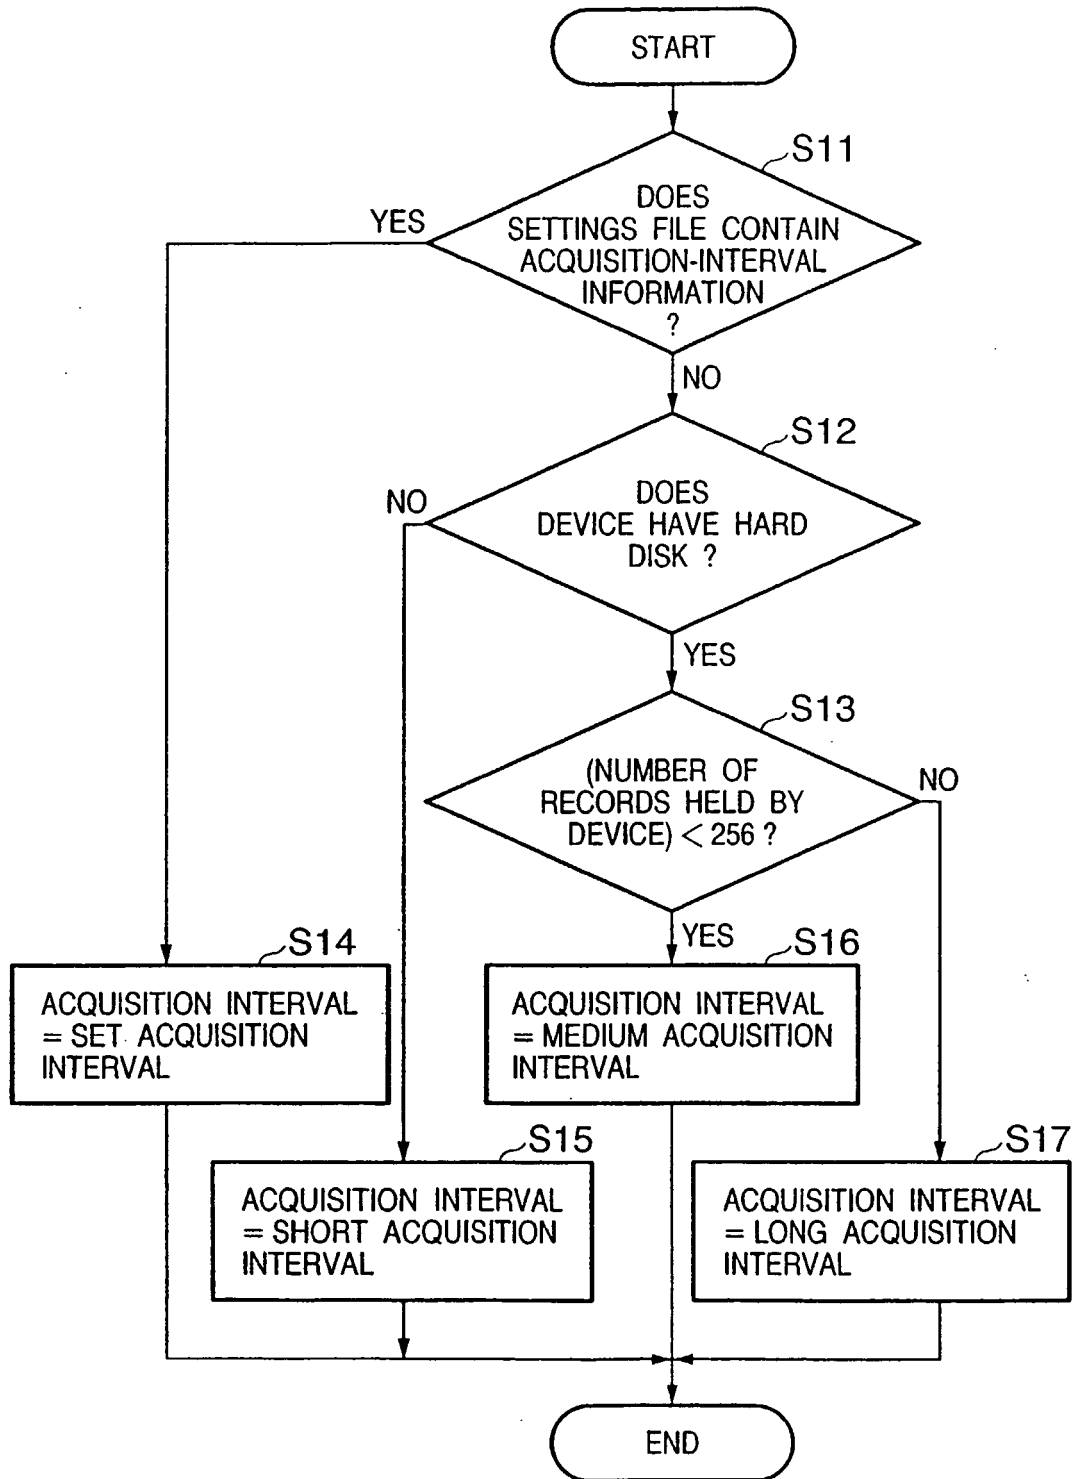 START
S11
DOES
SETTINGS FILE CONTAIN
ACQUISITION-INTERVAL
INFORMATION
?
YES
NO
S12
DOES
DEVICE HAVE HARD
DISK ?
NO
YES
S13
(NUMBER OF
RECORDS HELD BY
DEVICE) < 256 ?
NO
YES
S14
ACQUISITION INTERVAL
= SET ACQUISITION
INTERVAL
S16
ACQUISITION INTERVAL
= MEDIUM ACQUISITION
INTERVAL
S15
ACQUISITION INTERVAL
= SHORT ACQUISITION
INTERVAL
S17
ACQUISITION INTERVAL
= LONG ACQUISITION
INTERVAL
END